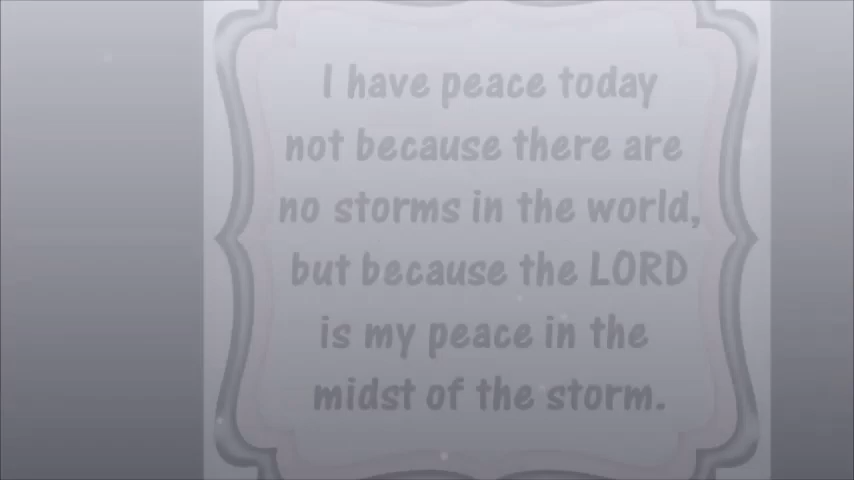 I have peace today
not because there are
no storms in the world,
but because the LORD
is my peace in the
midst of the storm.